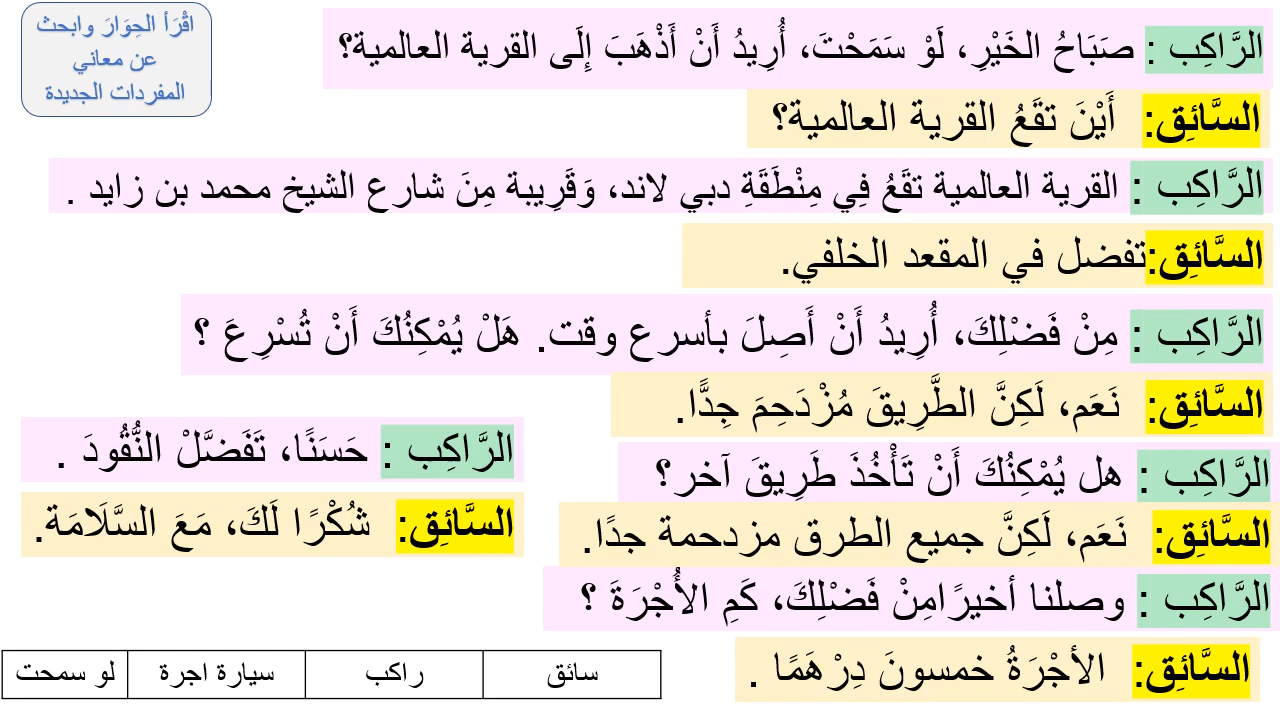 اقْرَأ الحِوَارَ وابحث
عن معاني
المفردات الجديدة
الرَّاكِب : صَبَاحُ الخَيْرِ، لَوْ سَمَحْتَ، أُرِيدُ أَنْ أَذْهَبَ إِلَى القرية العالمية؟
السَّائِق: أَيْنَ تقَعُ القرية العالمية؟
الرَّاكِب : القرية العالمية تقَعُ فِي مِنْطَقَةِ دبي لاند، وَقَرِيبة مِنَ شارع الشيخ محمد بن زايد .
السَّائِق:تفضل في المقعد الخلفي.
الرَّاكِب : مِنْ فَضْلِكَ، أُرِيدُ أَنْ أَصِلَ بأسرع وقت. هَلْ يُمْكِنُكَ أَنْ تُسْرِعَ ؟
السَّائِق: نَعَم، لَكِنَّ الطَّرِيقَ مُزْدَحِمَ جِدًّا.
الرَّاكِب : هل يُمْكِنُكَ أَنْ تَأْخُذَ طَرِيقَ آخر؟
السَّائِق: نَعَم، لَكِنَّ جميع الطرق مزدحمة جدًا.
الرَّاكِب : وصلنا أخيرًامِنْ فَضْلِكَ، كَمِ الأُجْرَةَ ؟
السَّائِق: الأجْرَةُ خمسونَ دِرْهَمًا .
الرَّاكِب : حَسَنًا، تَفَضَّلْ النُّقُودَ .
السَّائِق: شُكْرًا لَكَ، مَعَ السَّلَامَة.
سائق راكب سيارة اجرة لو سمحت